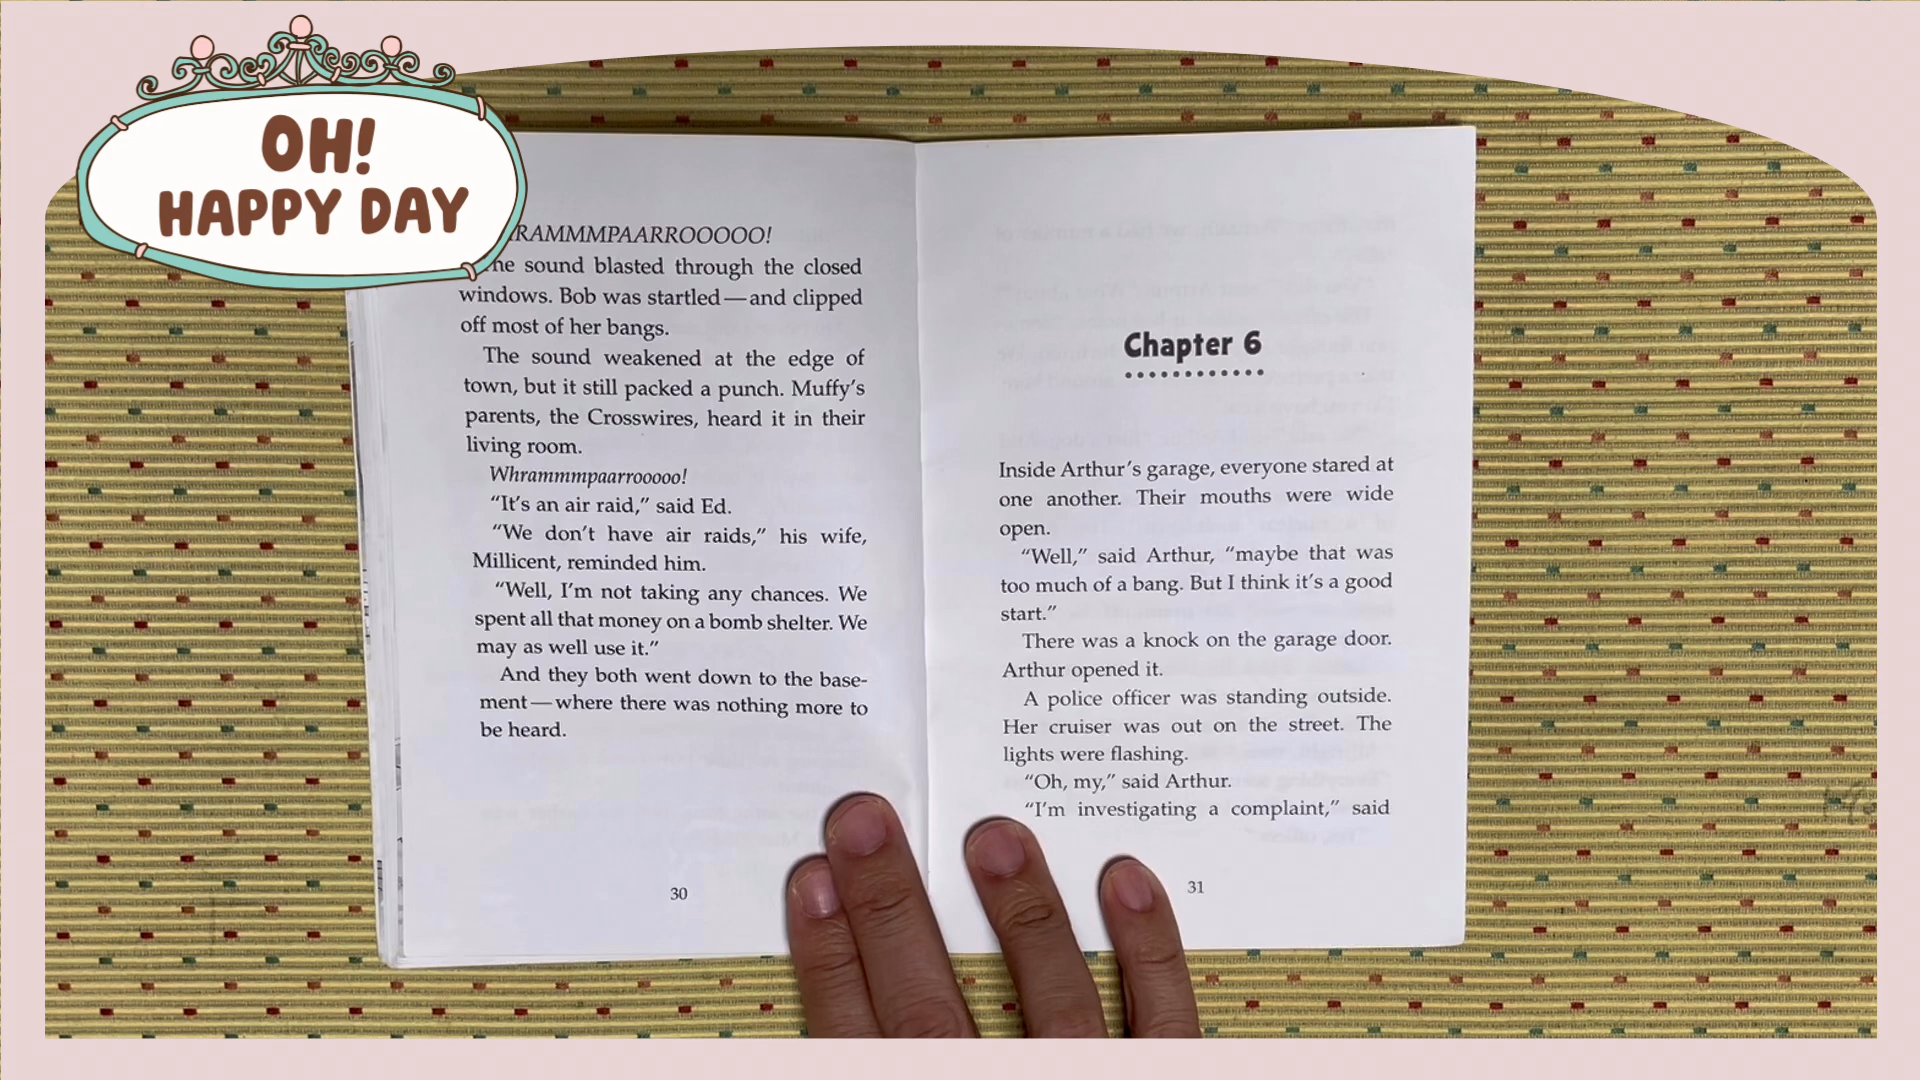 OH!
HAPPY DAY
RAMMMPAARROOOOO!
he sound blasted through the closed
windows. Bob was startled—and clipped
off most of her bangs.
The sound weakened at the edge of
town, but it still packed a punch. Muffy’s
parents, the Crosswires, heard it in their
living room.
Whrammmpaarrooooo!
“It’s an air raid,” said Ed.
“We don’t have air raids,” his wife,
Millicent, reminded him.
“Well, I’m not taking any chances. We
spent all that money on a bomb shelter. We
may as well use it.”
And they both went down to the base-
ment—where there was nothing more to
be heard.
30
Chapter 6
Inside Arthur’s garage, everyone stared at
one another. Their mouths were wide
open.
“Well,” said Arthur, “maybe that was
too much of a bang. But I think it’s a good
start.”
There was a knock on the garage door.
Arthur opened it.
A police officer was standing outside.
Her cruiser was out on the street. The
lights were flashing.
“Oh, my,” said Arthur.
“I’m investigating a complaint,” said
31